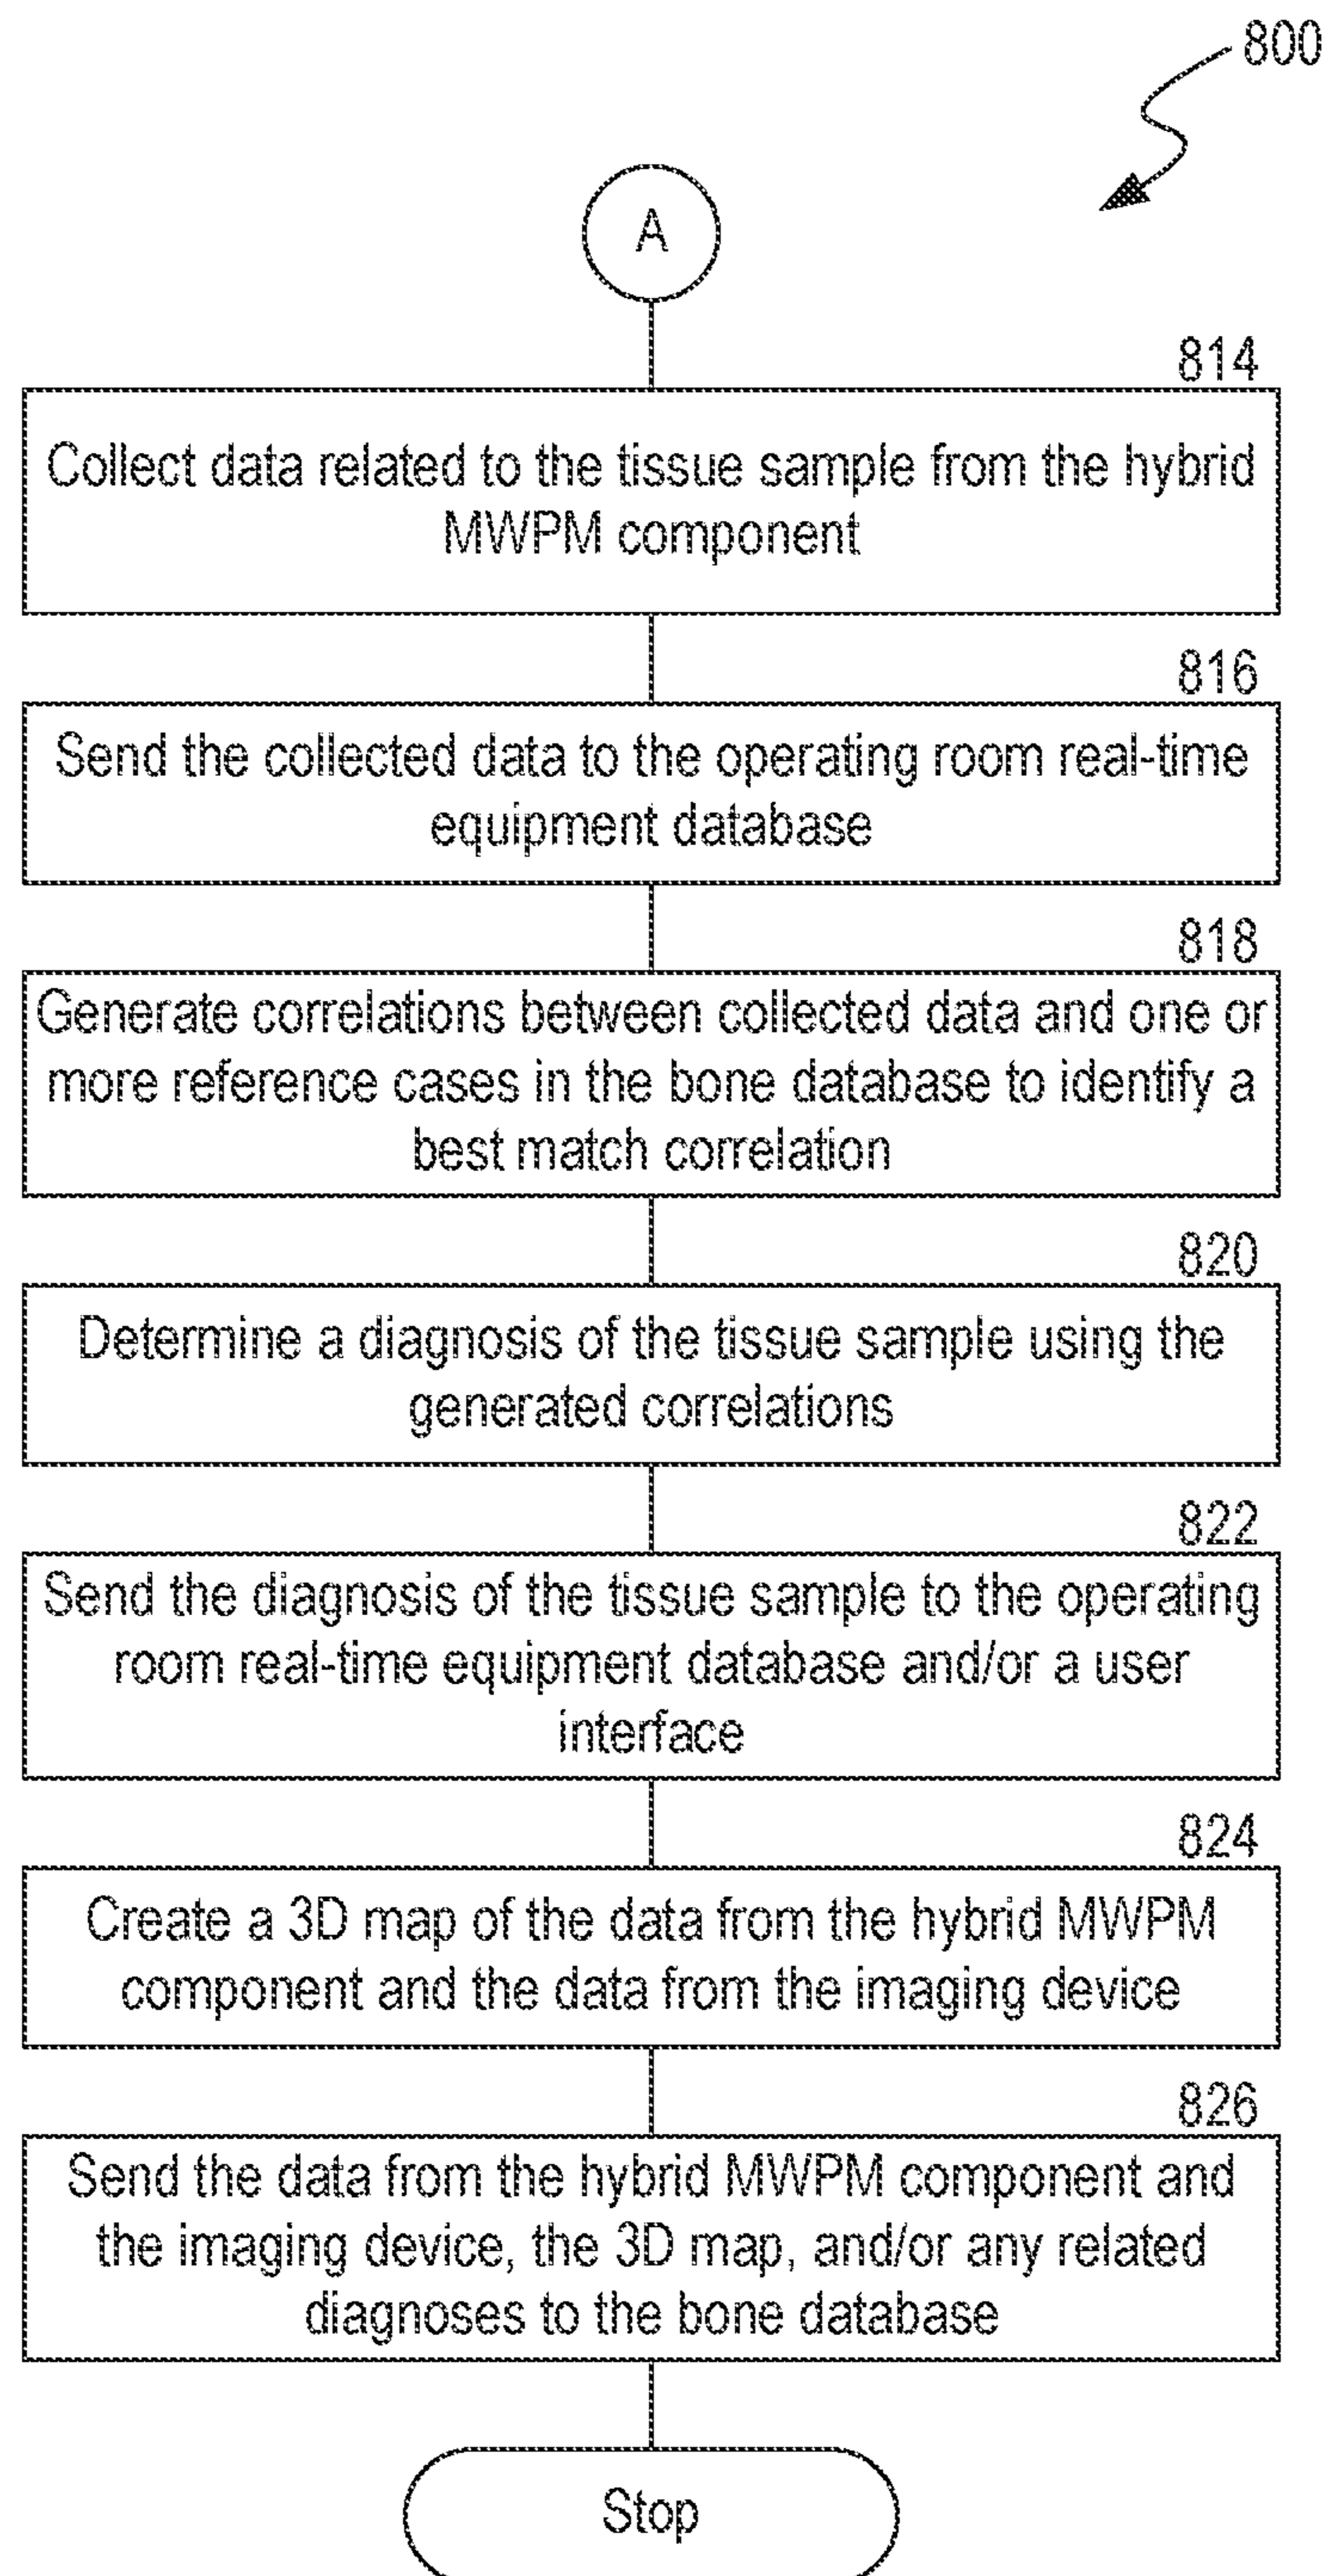 800
A
814
Collect data related to the tissue sample from the hybrid
MWPM component
816
Send the collected data to the operating room real-time
equipment database
818
Generate correlations between collected data and one or
more reference cases in the bone database to identify a
best match correlation
820
Determine a diagnosis of the tissue sample using the
generated correlations
822
Send the diagnosis of the tissue sample to the operating
room real-time equipment database and/or a user
interface
824
Create a 3D map of the data from the hybrid MWPM
component and the data from the imaging device
826
Send the data from the hybrid MWPM component and
the imaging device, the 3D map, and/or any related
diagnoses to the bone database
Stop